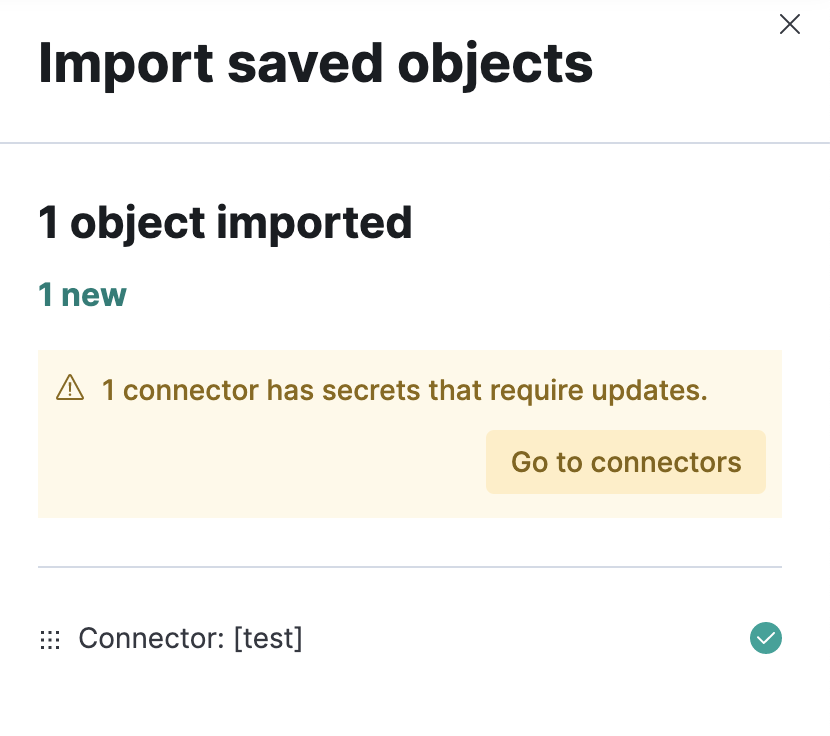 Import saved objects
1 object imported
1 new
1 connector has secrets that require updates.
Go to connectors
Connector: [test]